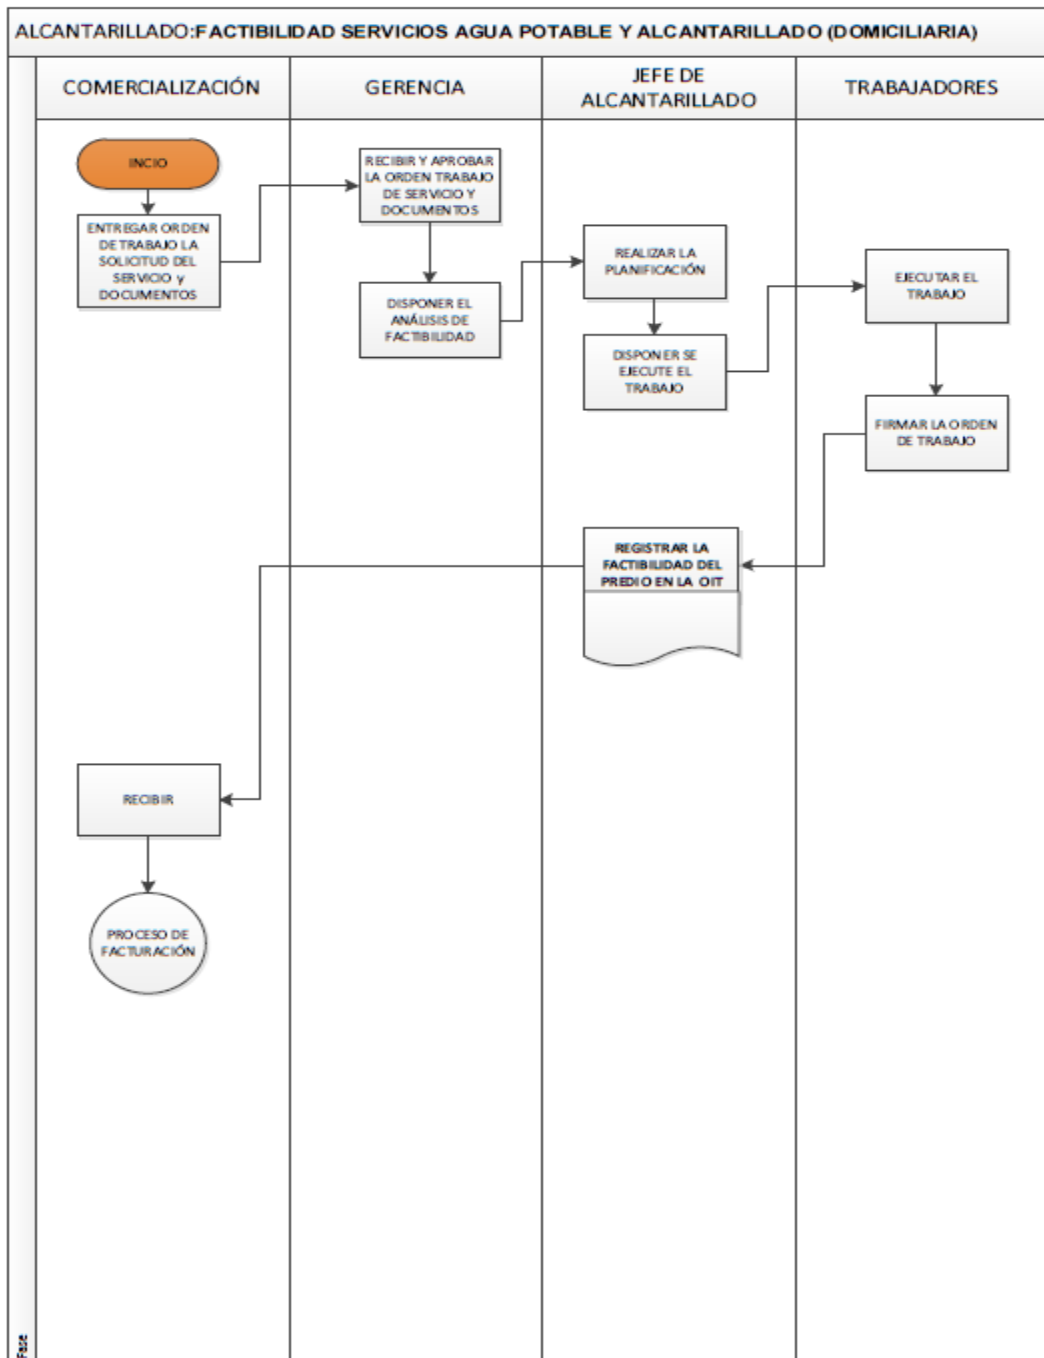 ALCANTARILLADO:FACTIBILIDAD SERVICIOS AGUA POTABLE Y ALCANTARILLADO (DOMICILIARIA)
COMERCIALIZACIÓN
GERENCIA
JEFE DE
ALCANTARILLADO
TRABAJADORES
INCIO
ENTREGAR ORDEN
DE TRABAJO LA
SOLICITUD DEL
SERVICIO y
DOCUMENTOS
RECIBIR Y APROBAR
LA ORDEN TRABAJO
DE SERVICIO Y
DOCUMENTOS
DISPONER EL
ANÁLISIS DE
FACTIBILIDAD
REALIZAR LA
PLANIFICACIÓN
DISPONER SE
EJECUTE EL
TRABAJO
EJECUTAR EL
TRABAJO
FIRMAR LA ORDEN
DE TRABAJO
REGISTRAR LA
FACTIBILIDAD DEL
PREDIO EN LA OIT
RECIBIR
PROCESO DE
FACTURACIÓN
Fase